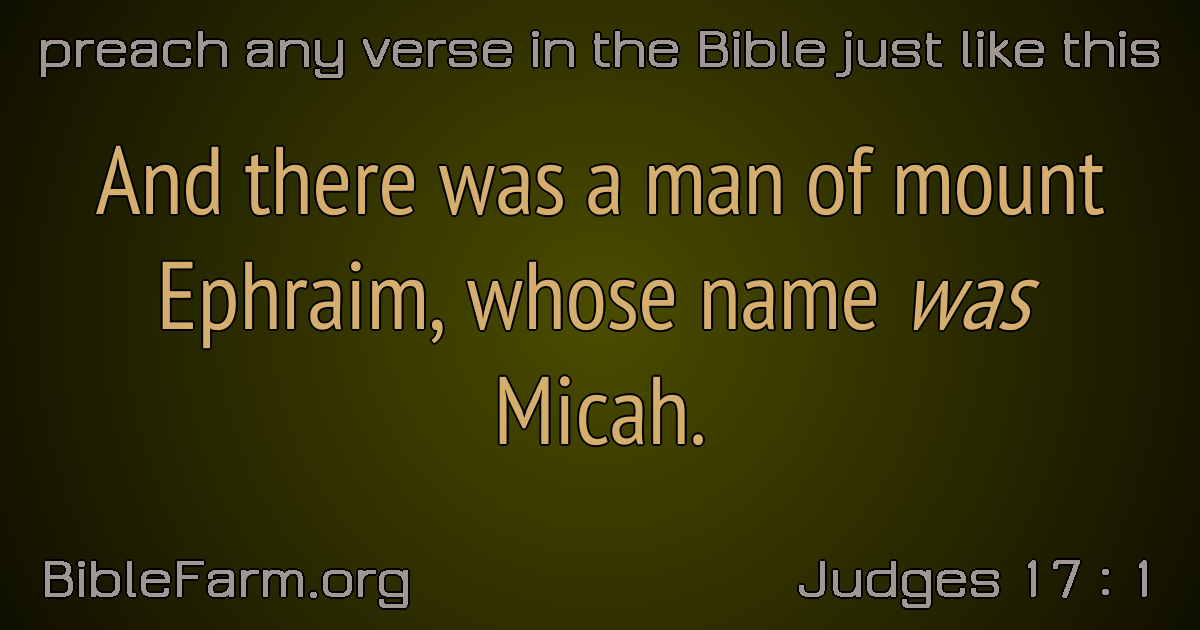 preach any verse in the Bible just like this
And there was a man of mount
Ephraim, whose name was
Micah.
BibleFarm.org
Judges 17 : 1